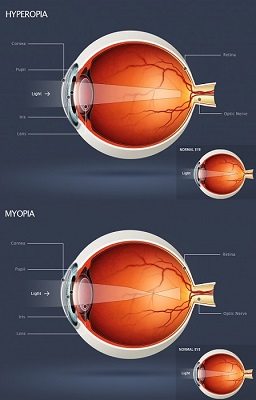 HYPEROPIA
Cornea
Retina
Pupil
Light
Optic Nerve
Iris
Lens
NORMAL EYE
Light
MYOPIA
Cornea
Retina
Pupil
Light
Optic Nerve
Iris
Lens
NORMAL EYE
Light